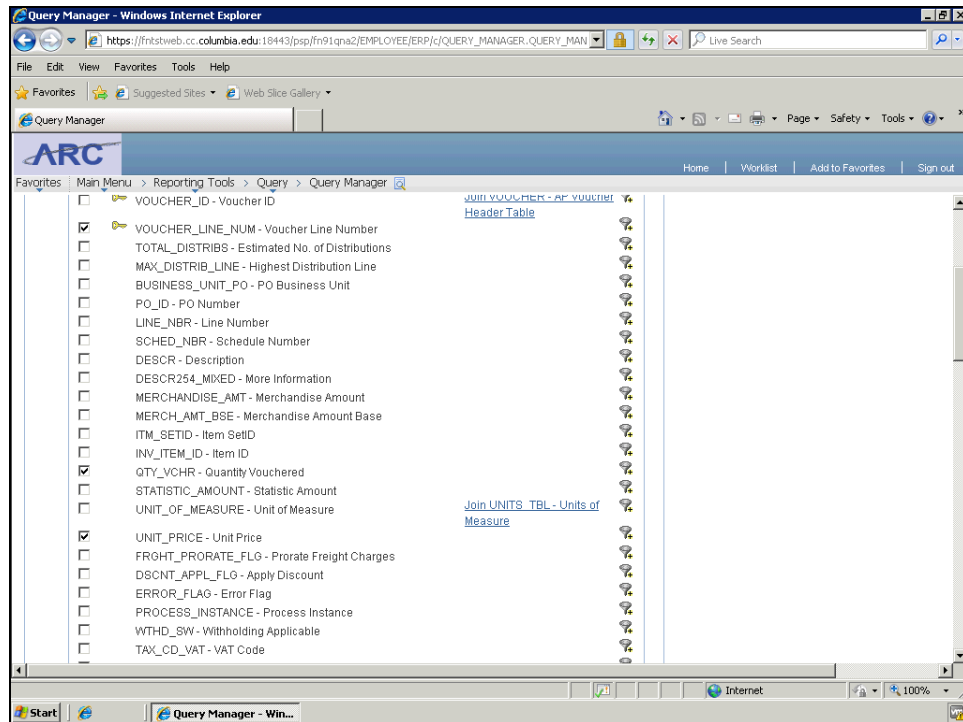 Query Manager - Windows Internet Explorer
https://fntstweb.cc.columbia.edu:18443/psp/fn91qna2/EMPLOYEE/ERP/c/QUERY_MANAGER.QUERY_MAN
Live Search
File Edit View Favorites Tools Help
Favorites Suggested Sites Web Slice Gallery
Query Manager
Page Safety Tools
ARC
Home | Worklist | Add to Favorites | Sign out
Favorites Main Menu > Reporting Tools > Query > Query Manager
VOUCHER_ID - Voucher ID Join VOUCHER - AP Voucher
Header Table
VOUCHER_LINE_NUM - Voucher Line Number
TOTAL_DISTRIBS - Estimated No. of Distributions
MAX_DISTRIB_LINE - Highest Distribution Line
BUSINESS_UNIT_PO - PO Business Unit
PO_ID - PO Number
LINE_NBR - Line Number
SCHED_NBR - Schedule Number
DESCR - Description
DESCR254_MIXED - More Information
MERCHANDISE_AMT - Merchandise Amount
MERCH_AMT_BSE - Merchandise Amount Base
ITM_SETID - Item SetID
INV_ITEM_ID - Item ID
QTY_VCHR - Quantity Vouchered
STATISTIC_AMOUNT - Statistic Amount
UNIT_OF_MEASURE - Unit of Measure Join UNITS_TBL - Units of
Measure
UNIT_PRICE - Unit Price
FRGHT_PRORATE_FLG - Prorate Freight Charges
DSCNT_APPL_FLG - Apply Discount
ERROR_FLAG - Error Flag
PROCESS_INSTANCE - Process Instance
WTHD_SW - Withholding Applicable
TAX_CD_VAT - VAT Code
Internet 100%
Start Query Manager - Win...